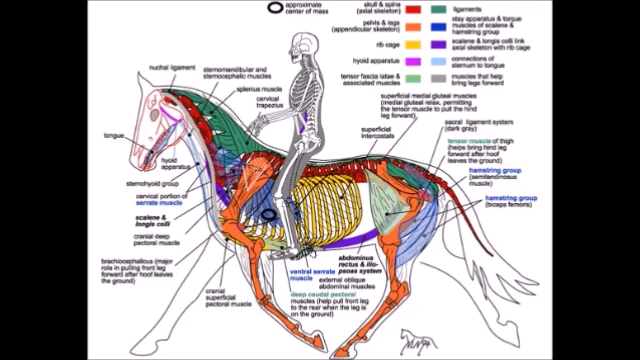 approximate
center of mass
skull & spine
(axial skeleton)
pelvis & legs
(appendicular skeleton)
rib cage
hyoid apparatus
tensor fascia latae &
associated muscles
ligaments
stay apparatus & tongue
muscles of scalene &
hamstring group
scalene & longis colli link
axial skeleton with rib cage
connections of
sternum to tongue
muscles that help
bring legs forward
nuchal ligament
sternomandibular and
sternocephalic muscles
splenius muscle
cervical
trapezius
superficial medial gluteal muscles
(medial gluteal relax, permitting
the tensor muscle to pull the hind
leg forward)
superficial
intercostals
sacral ligament system
(dark gray)
tensor muscle of thigh
(helps bring hind leg
forward after hoof
leaves the ground)
hamstring group
(semitendinosus
muscle)
hamstring group
(biceps femoris)
tongue
hyoid
apparatus
sternohyoid group
cervical portion of
serrate muscle
scalene &
longis colli
cranial deep
pectoral muscle
brachiocephalicus (major
role in pulling front leg
forward after hoof leaves
the ground)
cranial
superficial
pectoral muscle
ventral serrate
muscle
abdominus
rectus & ilio-
psoas system
external oblique
abdominal muscles
deep caudal pectoral
muscles (help pull front leg
to the rear when the leg is
on the ground)